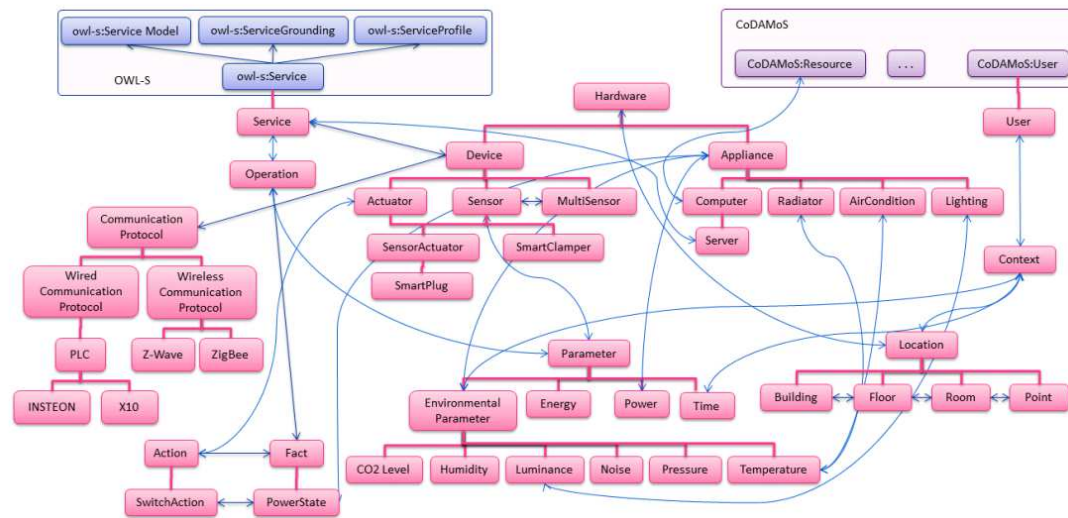 CoDAMoS
owl-s:Service Model
owl-s:ServiceGrounding
owl-s:ServiceProfile
OWL-S
owl-s:Service
CoDAMoS:Resource
...
CoDAMoS:User
Hardware
Service
User
Device
Appliance
Operation
Actuator
Sensor
MultiSensor
Computer
Radiator
AirCondition
Lighting
Communication
Protocol
SensorActuator
SmartClamper
Server
Wired
Communication
Protocol
Wireless
Communication
Protocol
SmartPlug
Context
PLC
Z-Wave
ZigBee
Parameter
Location
INSTEON
X10
Environmental
Parameter
Energy
Power
Time
Building
Floor
Room
Point
Action
Fact
CO2 Level
Humidity
Luminance
Noise
Pressure
Temperature
SwitchAction
PowerState